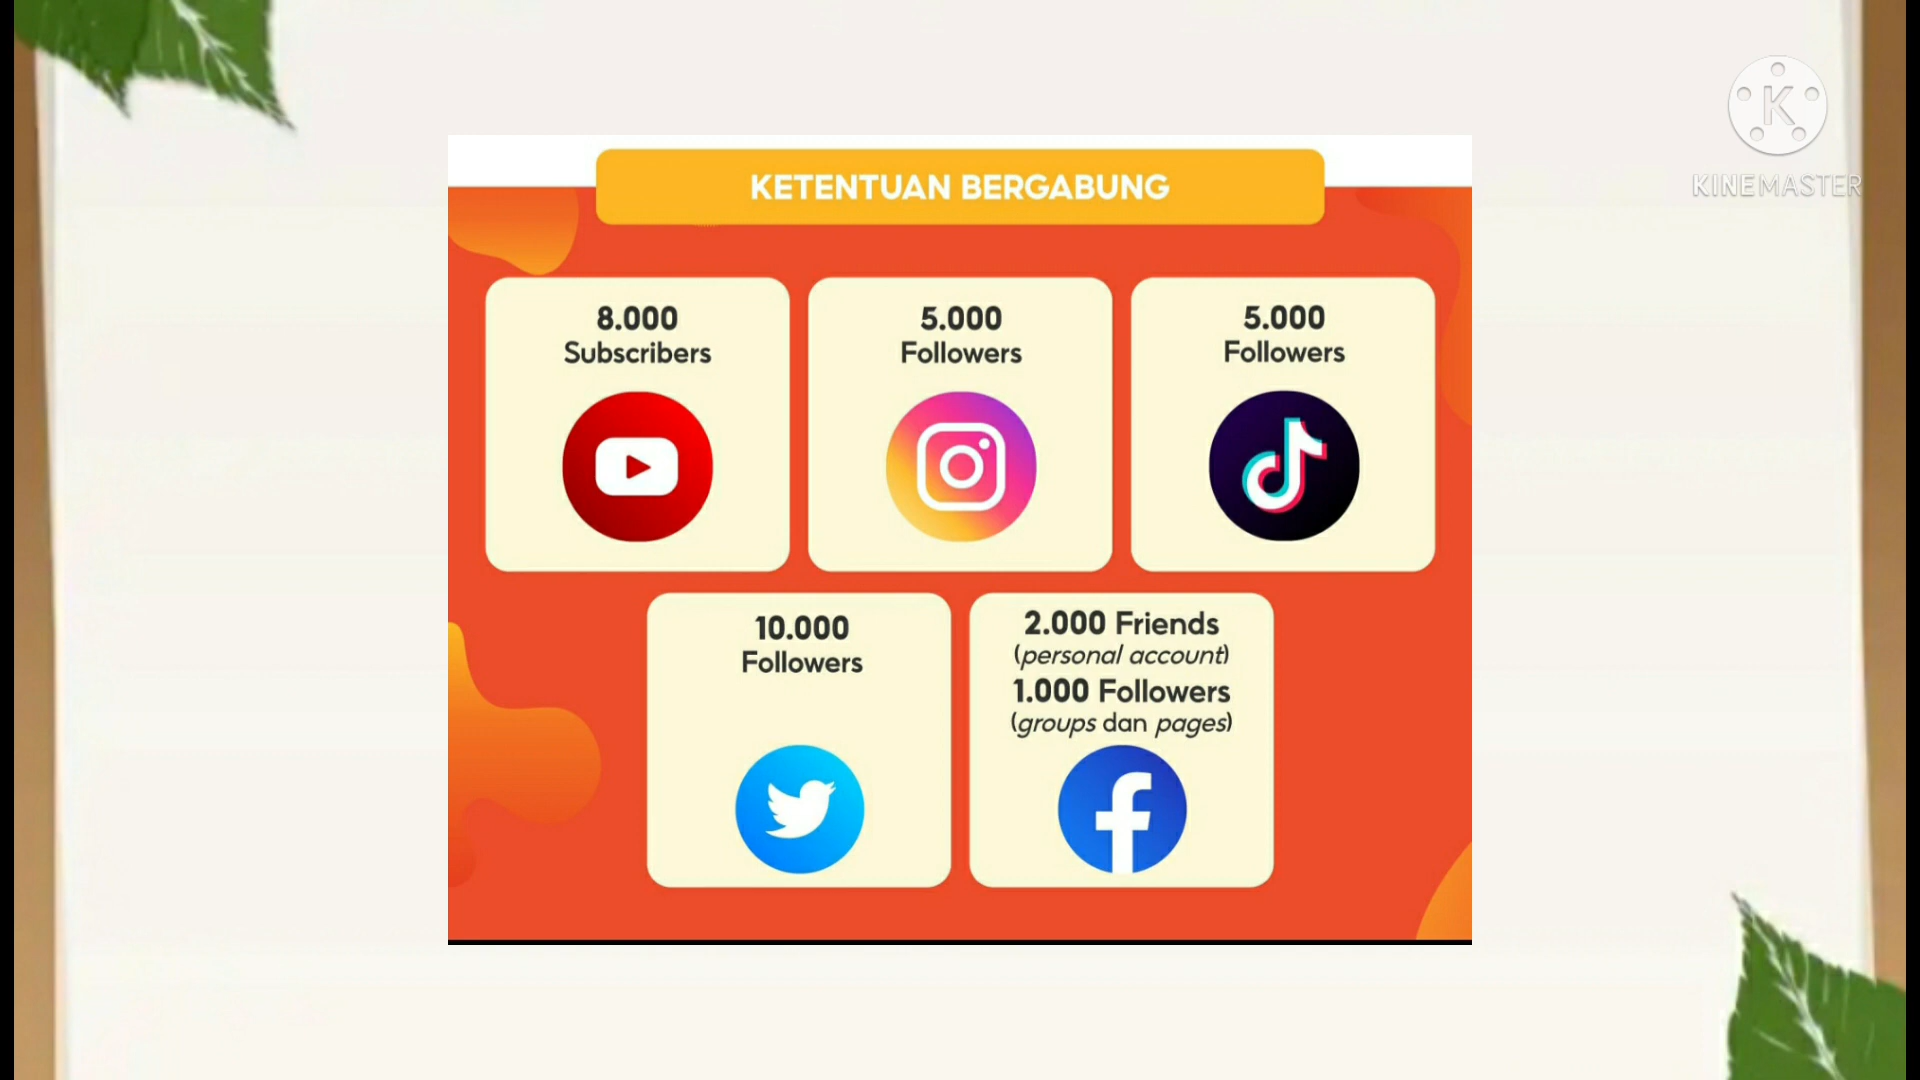 KINEMASTER
KETENTUAN BERGABUNG
8.000
Subscribers
5.000
Followers
5.000
Followers
10.000
Followers
2.000 Friends
(personal account)
1.000 Followers
(groups dan pages)